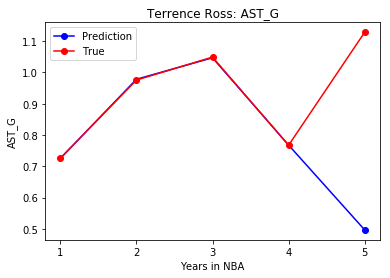 Terrence Ross: AST_G
Prediction
True
AST_G
1.1
1.0
0.9
0.8
0.7
0.6
0.5
1 2 3 4 5
Years in NBA